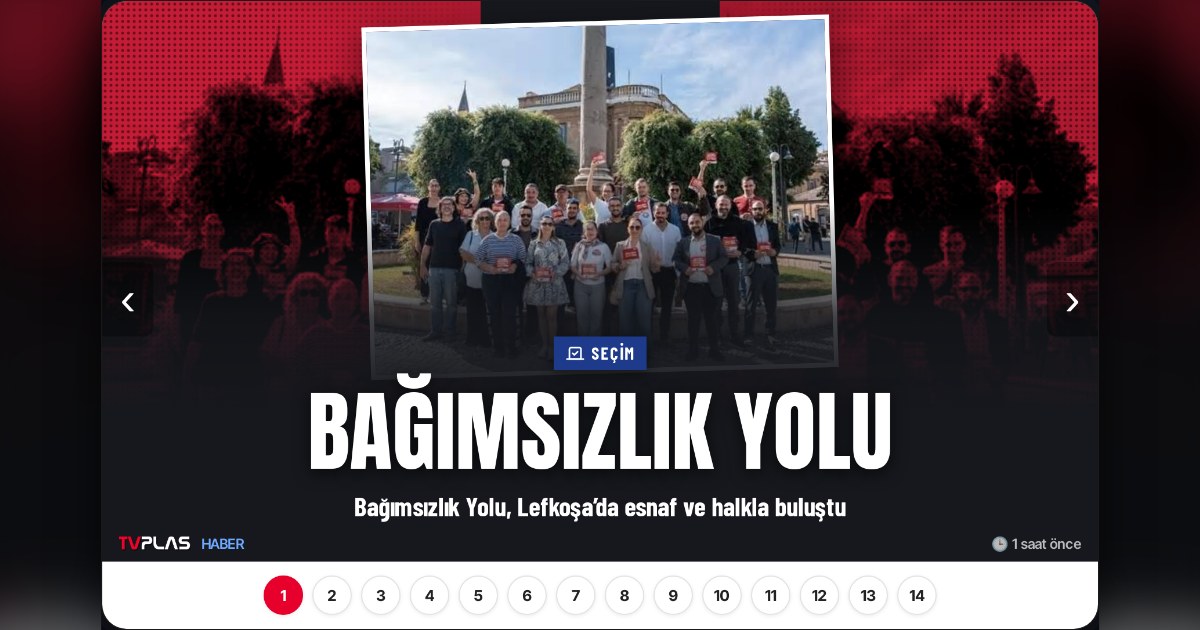 SEÇİM
BAĞIMSIZLIK YOLU
Bağımsızlık Yolu, Lefkoşa’da esnaf ve halkla buluştu
TVPLAS HABER
1 saat önce
1 2 3 4 5 6 7 8 9 10 11 12 13 14